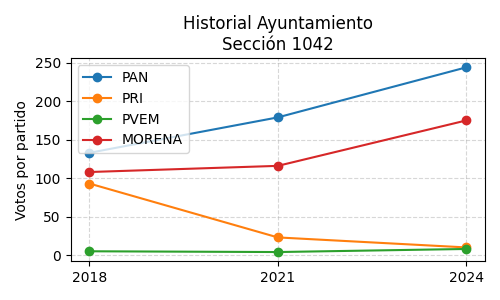 Historial Ayuntamiento
Sección 1042
Votos por partido
250
200
150
100
50
0
PAN
PRI
PVEM
MORENA
2018
2021
2024